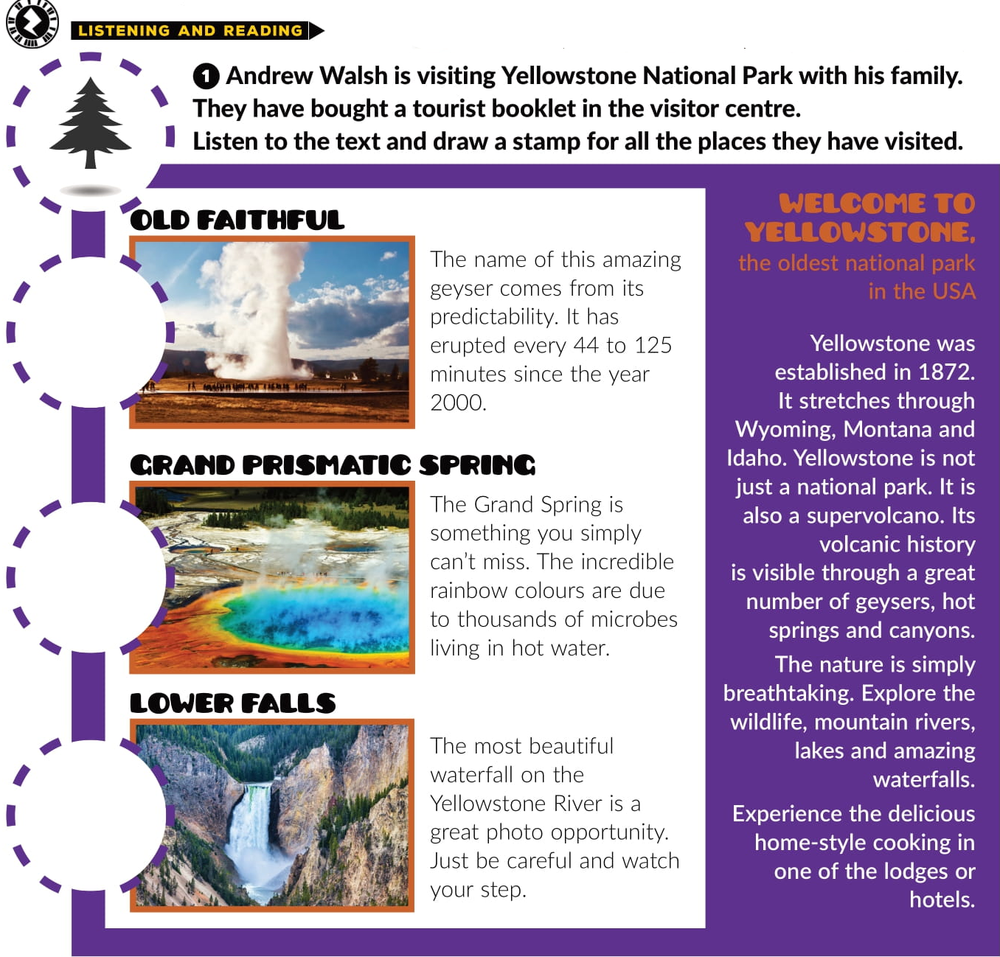 LISTENING AND READING
1 Andrew Walsh is visiting Yellowstone National Park with his family.
They have bought a tourist booklet in the visitor centre.
Listen to the text and draw a stamp for all the places they have visited.
OLD FAITHFUL
The name of this amazing
geyser comes from its
predictability. It has
erupted every 44 to 125
minutes since the year
2000.
GRAND PRISMATIC SPRING
The Grand Spring is
something you simply
can't miss. The incredible
rainbow colours are due
to thousands of microbes
living in hot water.
LOWER FALLS
The most beautiful
waterfall on the
Yellowstone River is a
great photo opportunity.
Just be careful and watch
your step.
WELCOME TO
YELLOWSTONE,
the oldest national park
in the USA
Yellowstone was
established in 1872.
It stretches through
Wyoming, Montana and
Idaho. Yellowstone is not
just a national park. It is
also a supervolcano. Its
volcanic history
is visible through a great
number of geysers, hot
springs and canyons.
The nature is simply
breathtaking. Explore the
wildlife, mountain rivers,
lakes and amazing
waterfalls.
Experience the delicious
home-style cooking in
one of the lodges or
hotels.